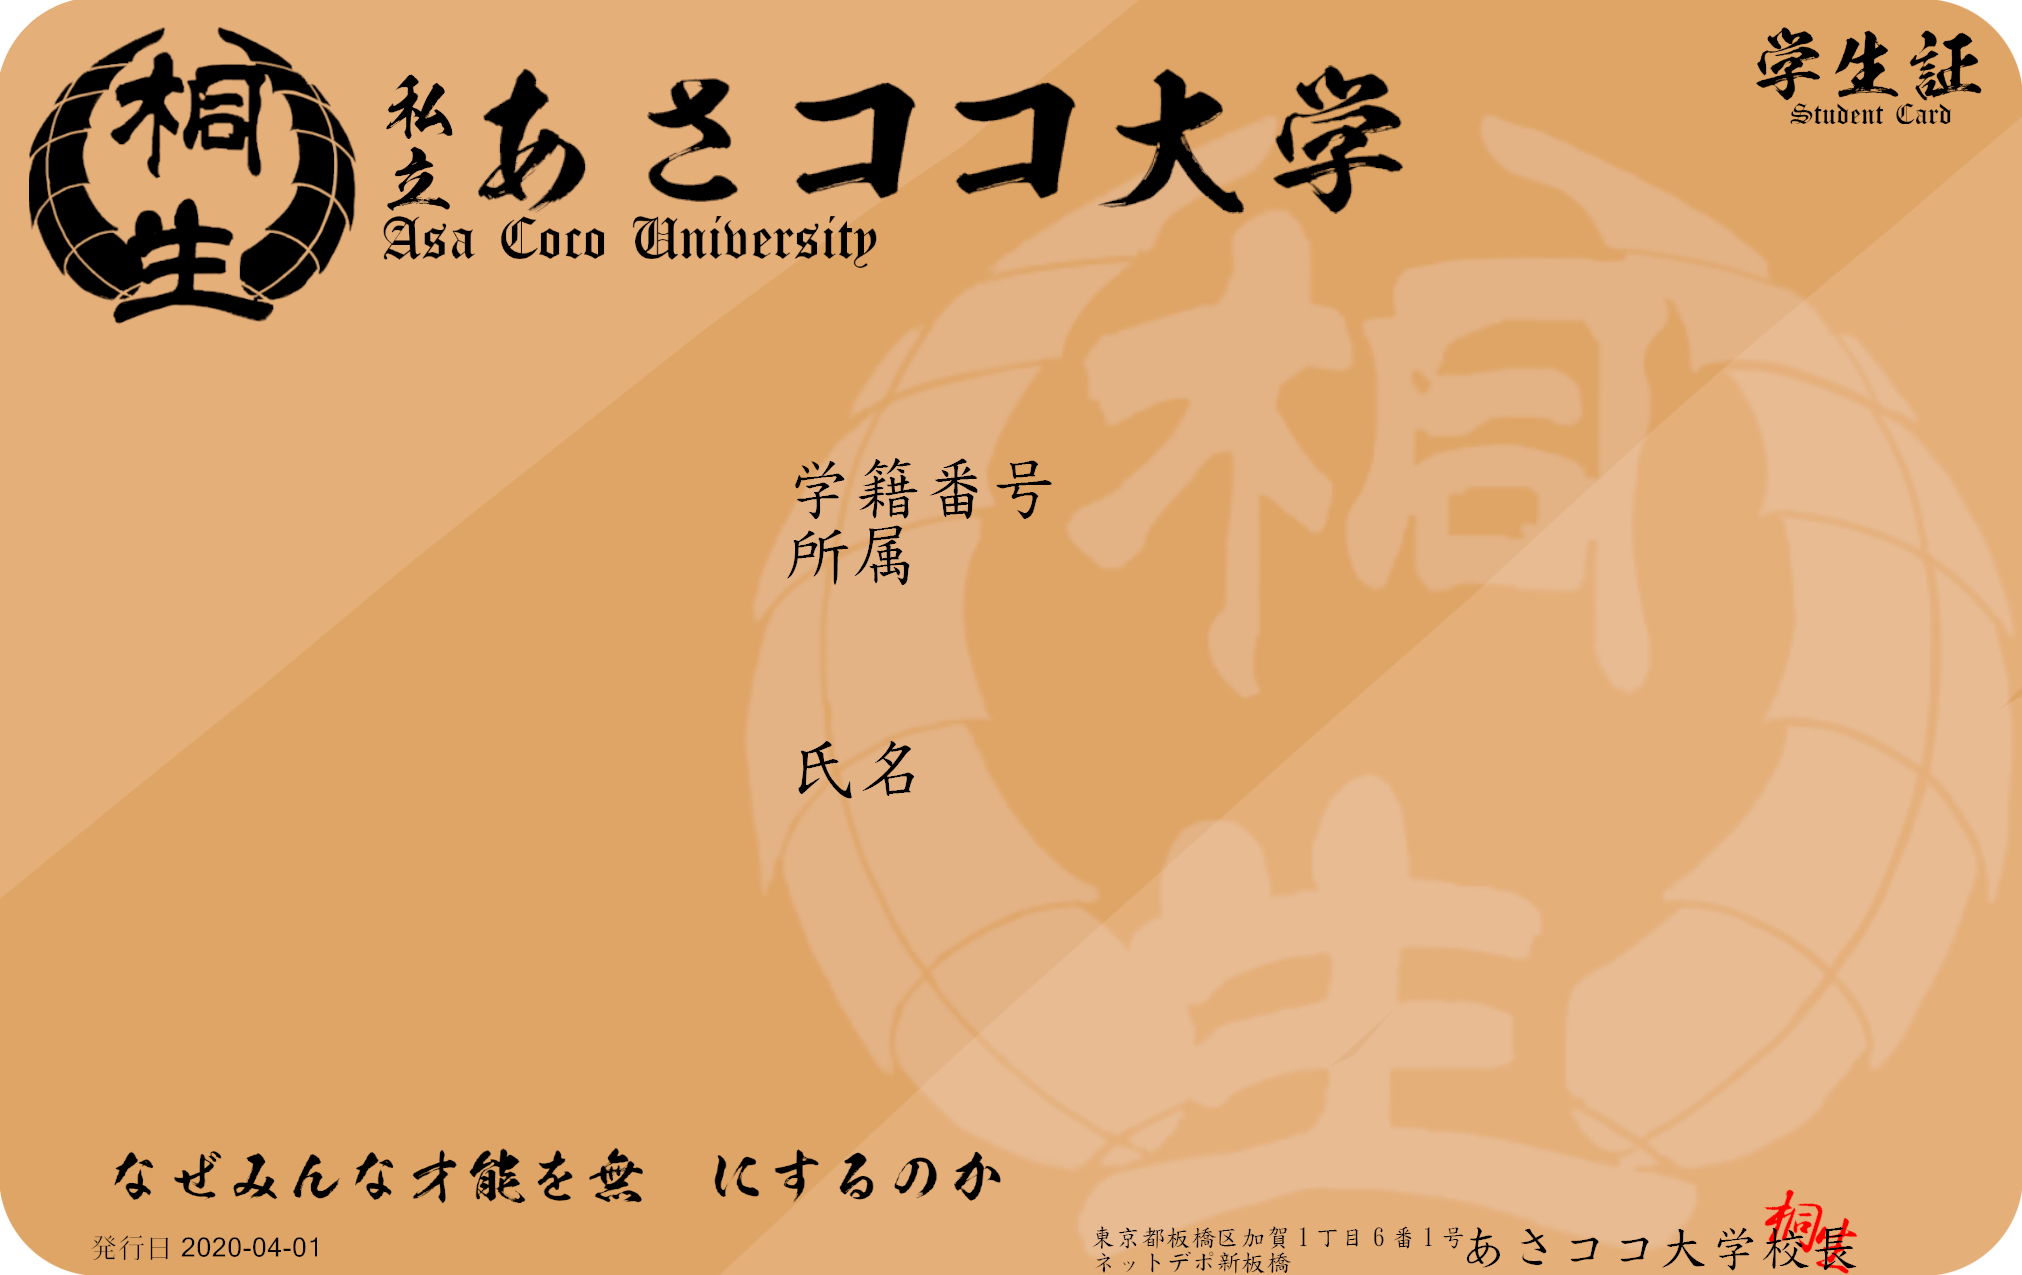 桐生
私立あさココ大学
Asa Coco University
学生証
Student Card
桐生
学籍番号
所属
氏名
なぜみんな才能を無　にするのか
発行日 2020-04-01
東京都板橋区加賀1丁目6番1号
ネットデポ新板橋
あさココ大学校長
桐生